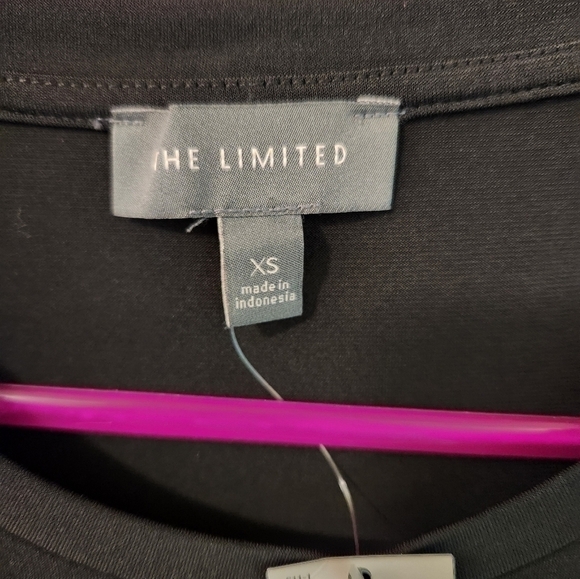 THE LIMITED
XS
made in
indonesia